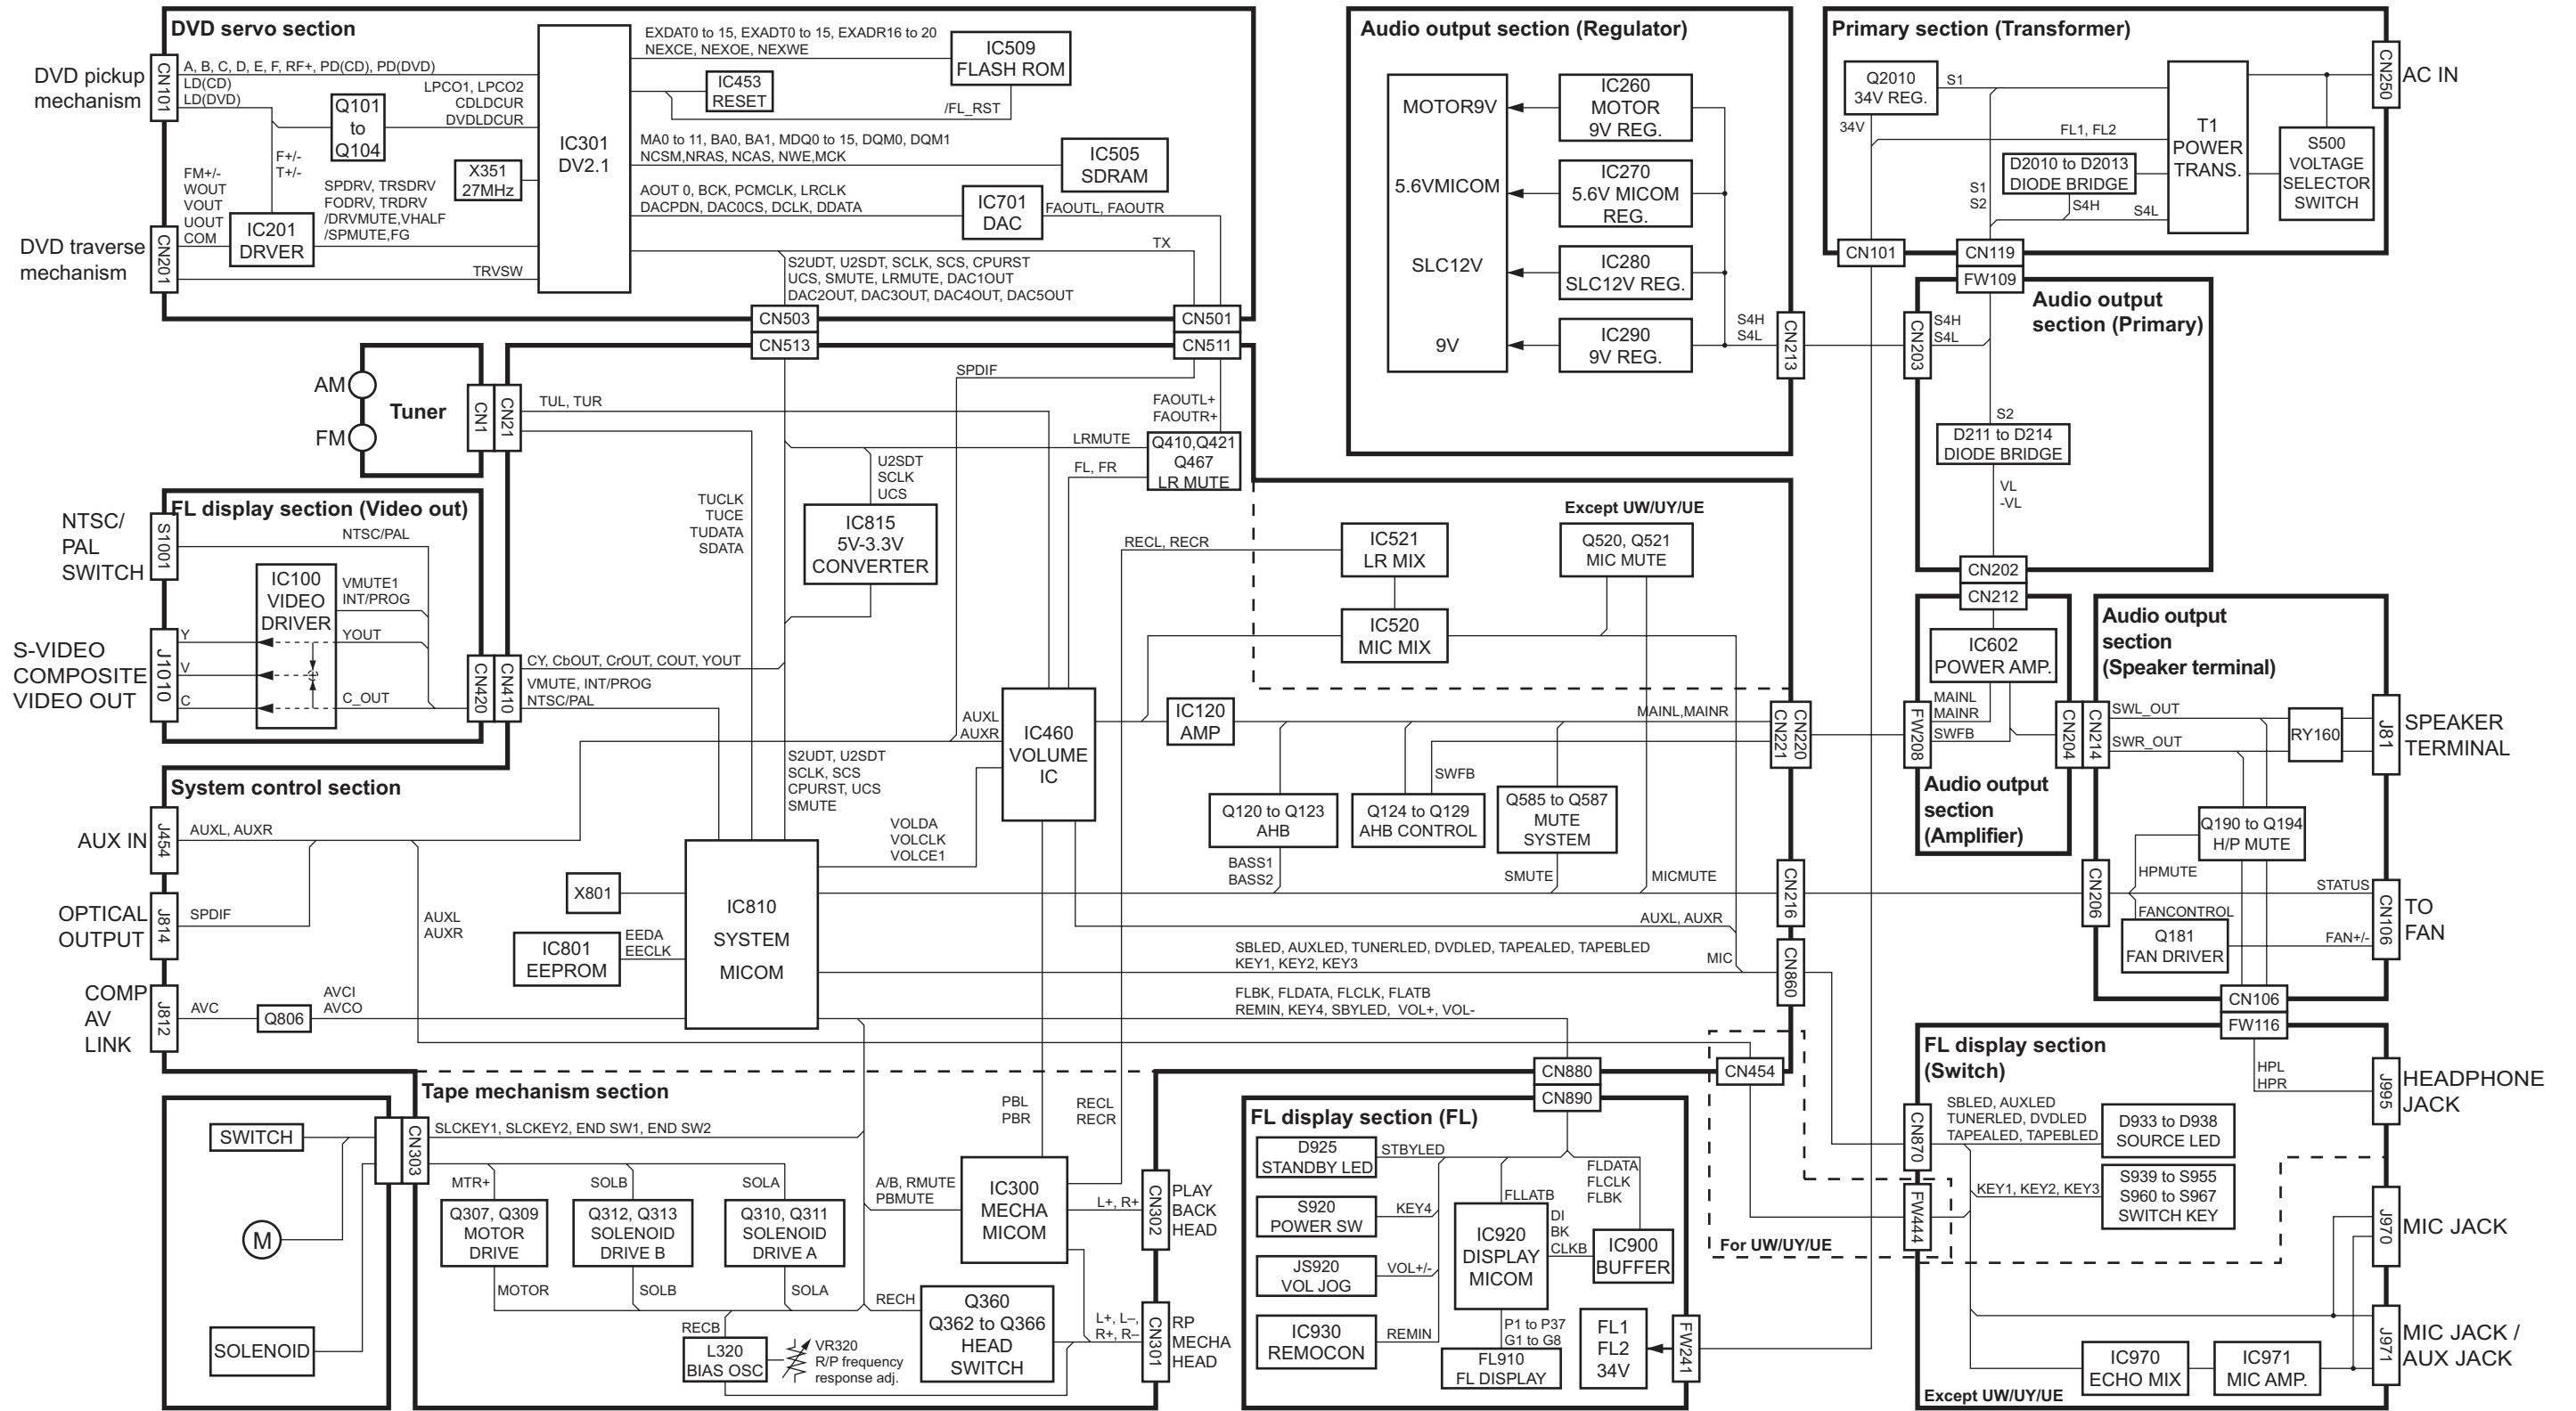 DVD servo section
DVD pickup
mechanism
CN101
A, B, C, D, E, F, RF+, PD(CD), PD(DVD)
LD(CD)
LD(DVD)
Q101
to
Q104
LPCO1, LPCO2
CDLDCUR
DVDLDCUR
F+/-
T+/-
X351
27MHz
FM+/-
WOUT
VOUT
UOUT
COM
IC201
DRVER
SPDRV, TRSDRV
FODRV, TRDRV
/DRVMUTE,VHALF
/SPMUTE,FG
DVD traverse
mechanism
CN201
TRVSW
IC301
DV2.1
EXDAT0 to 15, EXADT0 to 15, EXADR16 to 20
NEXCE, NEXOE, NEXWE
IC509
FLASH ROM
IC453
RESET
/FL_RST
MA0 to 11, BA0, BA1, MDQ0 to 15, DQM0, DQM1
NCSM,NRAS, NCAS, NWE,MCK
IC505
SDRAM
AOUT 0, BCK, PCMCLK, LRCLK
DACPDN, DAC0CS, DCLK, DDATA
IC701
DAC
FAOUTL, FAOUTR
TX
S2UDT, U2SDT, SCLK, SCS, CPURST
UCS, SMUTE, LRMUTE, DAC1OUT
DAC2OUT, DAC3OUT, DAC4OUT, DAC5OUT
CN503
CN501
CN513
CN511
Audio output section (Regulator)
MOTOR9V
5.6VMICOM
SLC12V
9V
IC260
MOTOR
9V REG.
IC270
5.6V MICOM
REG.
IC280
SLC12V REG.
IC290
9V REG.
S4H
S4L
CN213
Primary section (Transformer)
Q2010
34V REG.
S1
34V
FL1, FL2
D2010 to D2013
DIODE BRIDGE
S1
S2
S4H
S4L
T1
POWER
TRANS.
S500
VOLTAGE
SELECTOR
SWITCH
CN250
AC IN
CN101
CN119
FW109
Audio output
section (Primary)
CN203
S4H
S4L
S2
D211 to D214
DIODE BRIDGE
VL
-VL
CN202
CN212
AM
FM
Tuner
CN1
CN21
TUL, TUR
SPDIF
FAOUTL+
FAOUTR+
LRMUTE
Q410,Q421
Q467
LR MUTE
FL, FR
U2SDT
SCLK
UCS
TUCLK
TUCE
TUDATA
SDATA
IC815
5V-3.3V
CONVERTER
FL display section (Video out)
NTSC/
PAL
SWITCH
S1001
NTSC/PAL
IC100
VIDEO
DRIVER
VMUTE1
INT/PROG
YOUT
C_OUT
S-VIDEO
COMPOSITE
VIDEO OUT
J1010
Y
V
C
CN420
CN410
CY, CbOUT, CrOUT, COUT, YOUT
VMUTE, INT/PROG
NTSC/PAL
RECL, RECR
IC521
LR MIX
Except UW/UY/UE
Q520, Q521
MIC MUTE
IC520
MIC MIX
AUXL
AUXR
IC460
VOLUME
IC
IC120
AMP
MAINL,MAINR
CN221
CN220
SWFB
Q120 to Q123
AHB
Q124 to Q129
AHB CONTROL
Q585 to Q587
MUTE
SYSTEM
BASS1
BASS2
SMUTE
MICMUTE
CN216
AUXL, AUXR
IC602
POWER AMP.
MAINL
MAINR
SWFB
FW208
CN204
Audio output
section
(Amplifier)
Audio output
section
(Speaker terminal)
CN214
SWL_OUT
SWR_OUT
RY160
J81
SPEAKER
TERMINAL
Q190 to Q194
H/P MUTE
HPMUTE
STATUS
CN206
FANCONTROL
Q181
FAN DRIVER
FAN+/-
CN106
TO
FAN
CN106
FW116
System control section
AUX IN
J454
AUXL, AUXR
OPTICAL
OUTPUT
J814
SPDIF
AUXL
AUXR
COMP
AV
LINK
J812
AVC
Q806
AVCI
AVCO
X801
IC801
EEPROM
EEDA
EECLK
IC810
SYSTEM
MICOM
S2UDT, U2SDT
SCLK, SCS
CPURST, UCS
SMUTE
VOLDA
VOLCLK
VOLCE1
SBLED, AUXLED, TUNERLED, DVDLED, TAPEALED, TAPEBLED
KEY1, KEY2, KEY3
MIC
CN860
FLBK, FLDATA, FLCLK, FLATB
REMIN, KEY4, SBYLED, VOL+, VOL-
CN880
CN890
CN454
Tape mechanism section
SWITCH
M
SOLENOID
CN303
SLCKEY1, SLCKEY2, END SW1, END SW2
MTR+
SOLB
SOLA
Q307, Q309
MOTOR
DRIVE
Q312, Q313
SOLENOID
DRIVE B
Q310, Q311
SOLENOID
DRIVE A
MOTOR
SOLB
SOLA
A/B, RMUTE
PBMUTE
PBL
PBR
RECL
RECR
IC300
MECHA
MICOM
L+, R+
CN302
PLAY
BACK
HEAD
RECH
RECB
L320
BIAS OSC
VR320
R/P frequency
response adj.
Q360
Q362 to Q366
HEAD
SWITCH
L+, L–,
R+, R–
CN301
RP
MECHA
HEAD
FL display section (FL)
D925
STANDBY LED
STBYLED
S920
POWER SW
KEY4
JS920
VOL JOG
VOL+/-
IC930
REMOCON
REMIN
FLLATB
IC920
DISPLAY
MICOM
DI
BK
CLKB
FLDATA
FLCLK
FLBK
IC900
BUFFER
P1 to P37
G1 to G8
FL910
FL DISPLAY
FL1
FL2
34V
FW241
For UW/UY/UE
FL display section
(Switch)
HPL
HPR
J995
HEADPHONE
JACK
CN870
SBLED, AUXLED
TUNERLED, DVDLED
TAPEALED, TAPEBLED
D933 to D938
SOURCE LED
KEY1, KEY2, KEY3
S939 to S955
S960 to S967
SWITCH KEY
FW444
J970
MIC JACK
IC970
ECHO MIX
IC971
MIC AMP.
J971
MIC JACK /
AUX JACK
Except UW/UY/UE